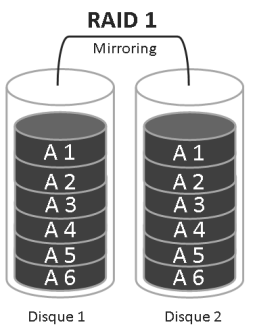 RAID 1
Mirroring
A 1 A 1
A 2 A 2
A 3 A 3
A 4 A 4
A 5 A 5
A 6 A 6
Disque 1 Disque 2